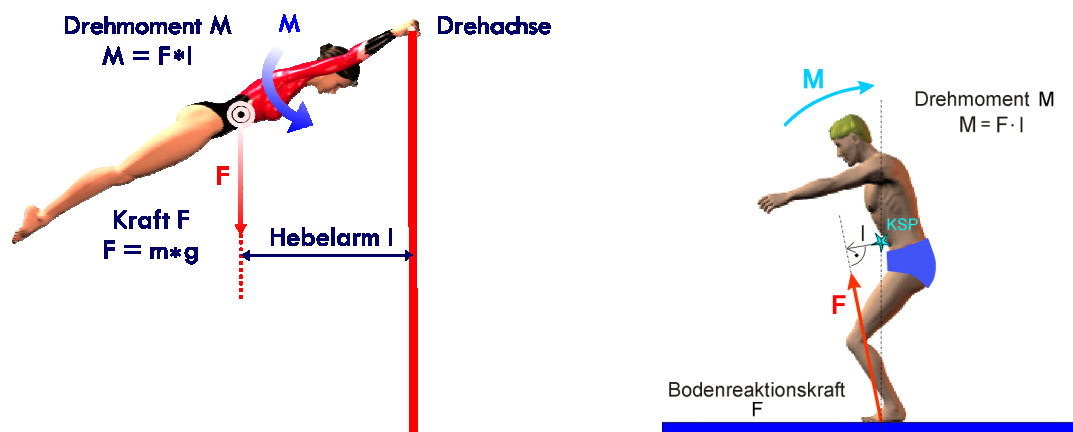 Drehmoment M
M = F*l
M
Drehachse
F
Kraft F
F = m*g
Hebelarm l
M
Drehmoment M
M = F · l
l
KSP
F
Bodenreaktionskraft
F